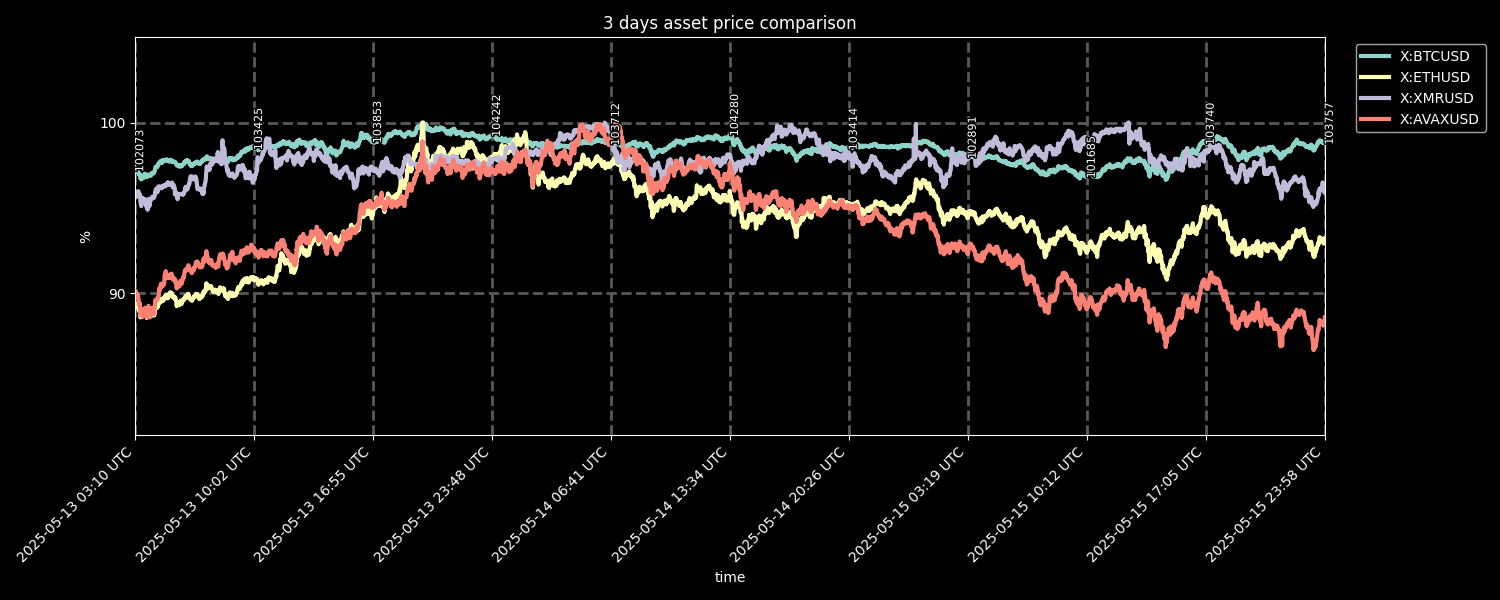 3 days asset price comparison
X:BTCUSD
X:ETHUSD
X:XMRUSD
X:AVAXUSD
100
90
%
102073
103425
103853
104242
103712
104280
103414
102891
101685
103740
103757
2025-05-13 03:10 UTC
2025-05-13 10:02 UTC
2025-05-13 16:55 UTC
2025-05-13 23:48 UTC
2025-05-14 06:41 UTC
2025-05-14 13:34 UTC
2025-05-14 20:26 UTC
2025-05-15 03:19 UTC
2025-05-15 10:12 UTC
2025-05-15 17:05 UTC
2025-05-15 23:58 UTC
time